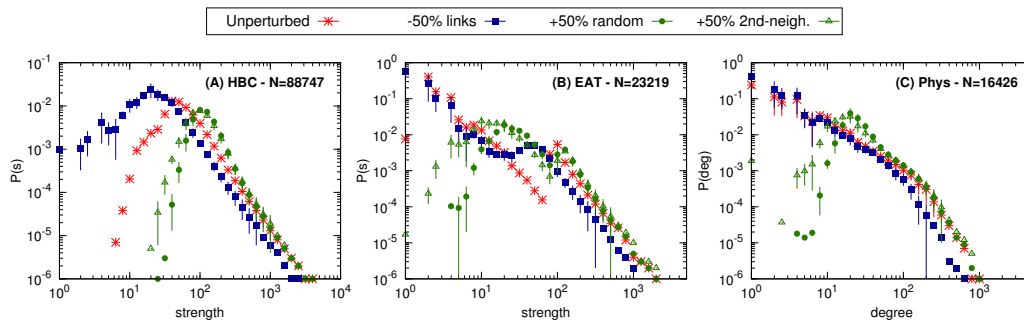 Unperturbed -50% links +50% random +50% 2nd-neigh.
(A) HBC - N=88747
P(s)
10^-1
10^-2
10^-3
10^-4
10^-5
10^-6
10^0 10^1 10^2 10^3 10^4
strength
(B) EAT - N=23219
P(s)
10^0
10^-1
10^-2
10^-3
10^-4
10^-5
10^-6
10^0 10^1 10^2 10^3
strength
(C) Phys - N=16426
P(deg)
10^0
10^-1
10^-2
10^-3
10^-4
10^-5
10^-6
10^0 10^1 10^2 10^3
degree